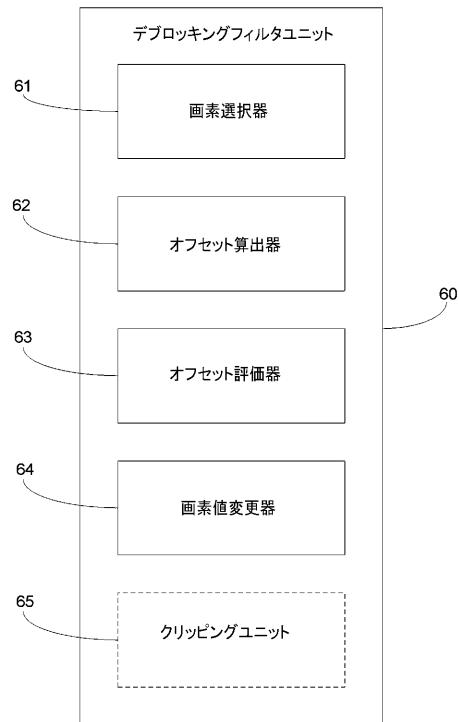 デブロッキングフィルタユニット
61
画素選択器
62
オフセット算出器
60
63
オフセット評価器
64
画素値変更器
65
クリッピングユニット